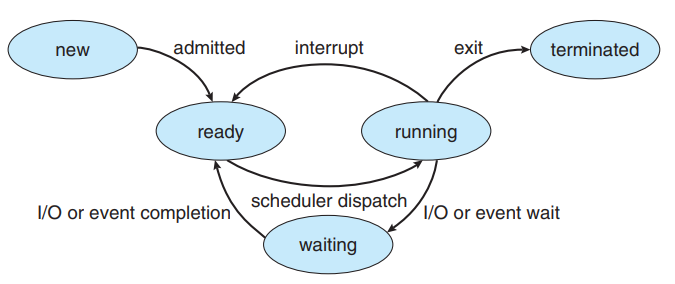 new
admitted
interrupt
exit
terminated
ready
running
scheduler dispatch
I/O or event completion
I/O or event wait
waiting